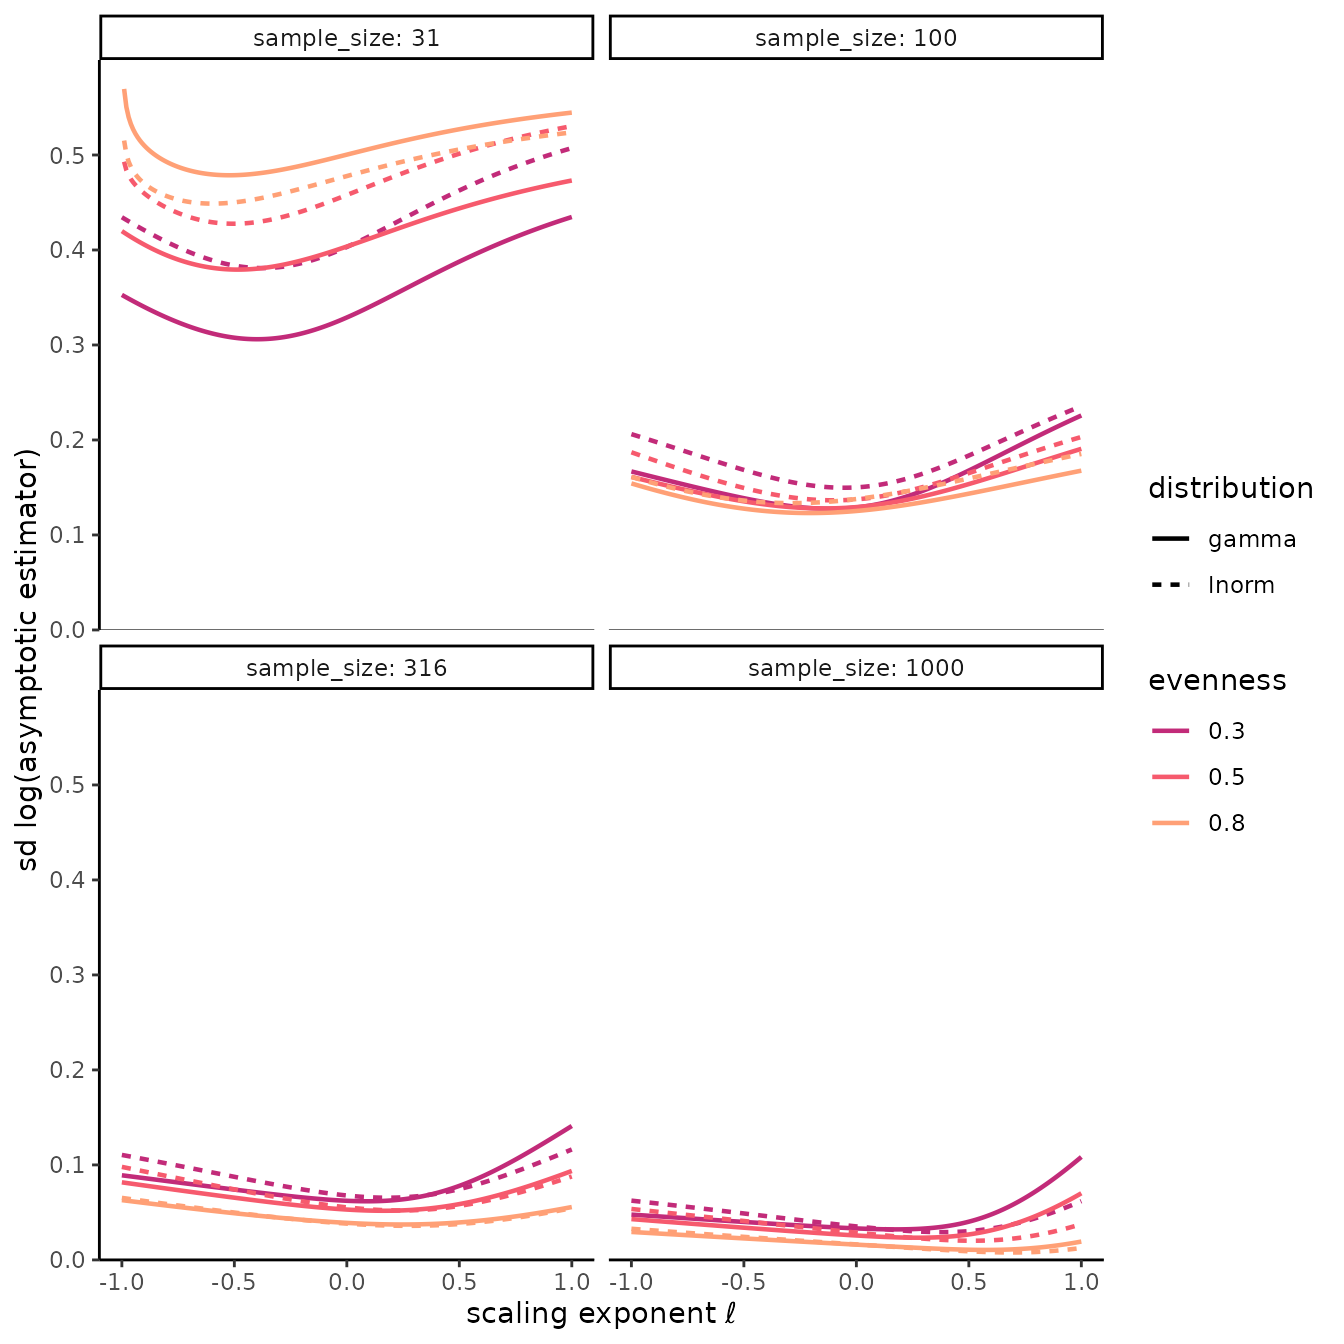 sample_size: 31
sample_size: 100
0.5
0.4
0.3
0.2
0.1
0.0
sample_size: 316
sample_size: 1000
0.5
0.4
0.3
0.2
0.1
0.0
-1.0 -0.5 0.0 0.5 1.0
-1.0 -0.5 0.0 0.5 1.0
scaling exponent ℓ
sd log(asymptotic estimator)
distribution
gamma
lnorm
evenness
0.3
0.5
0.8